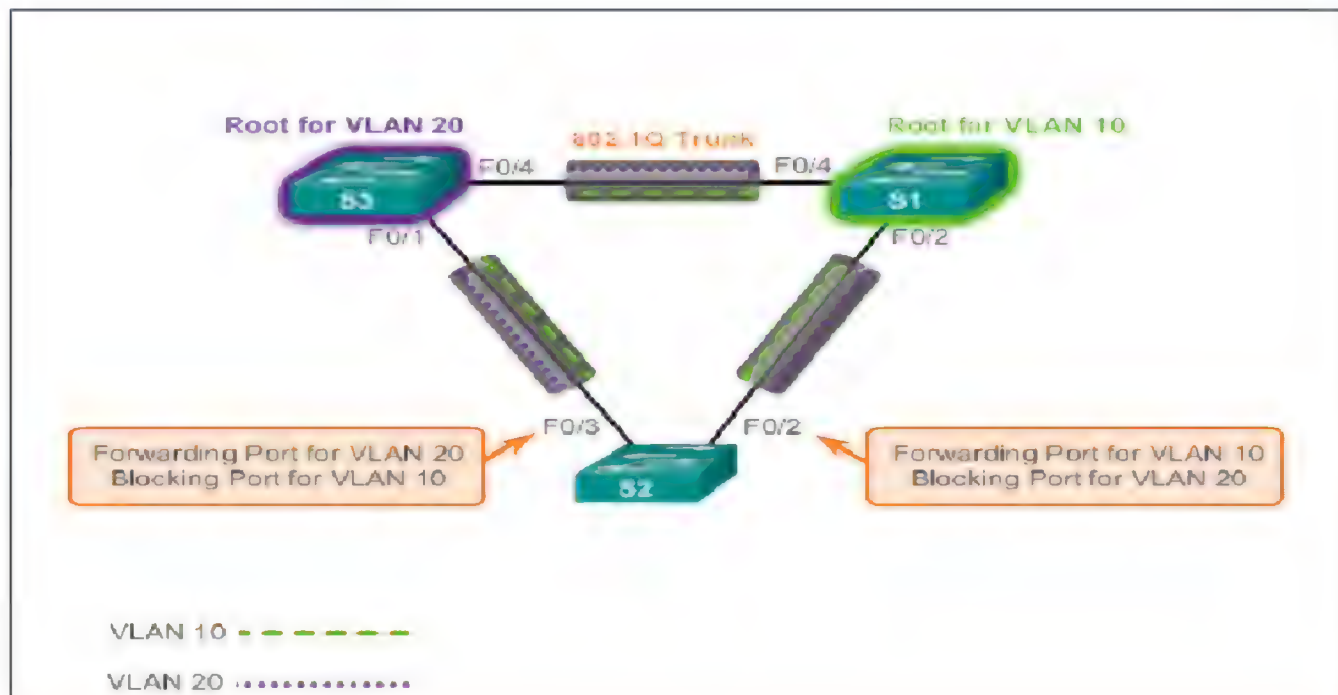 Root for VLAN 20
802.1Q Trunk
Root for VLAN 10
F0/4
F0/4
S3
S1
F0/1
F0/2
F0/3
F0/2
Forwarding Port for VLAN 20
Blocking Port for VLAN 10
Forwarding Port for VLAN 10
Blocking Port for VLAN 20
S2
VLAN 10
VLAN 20